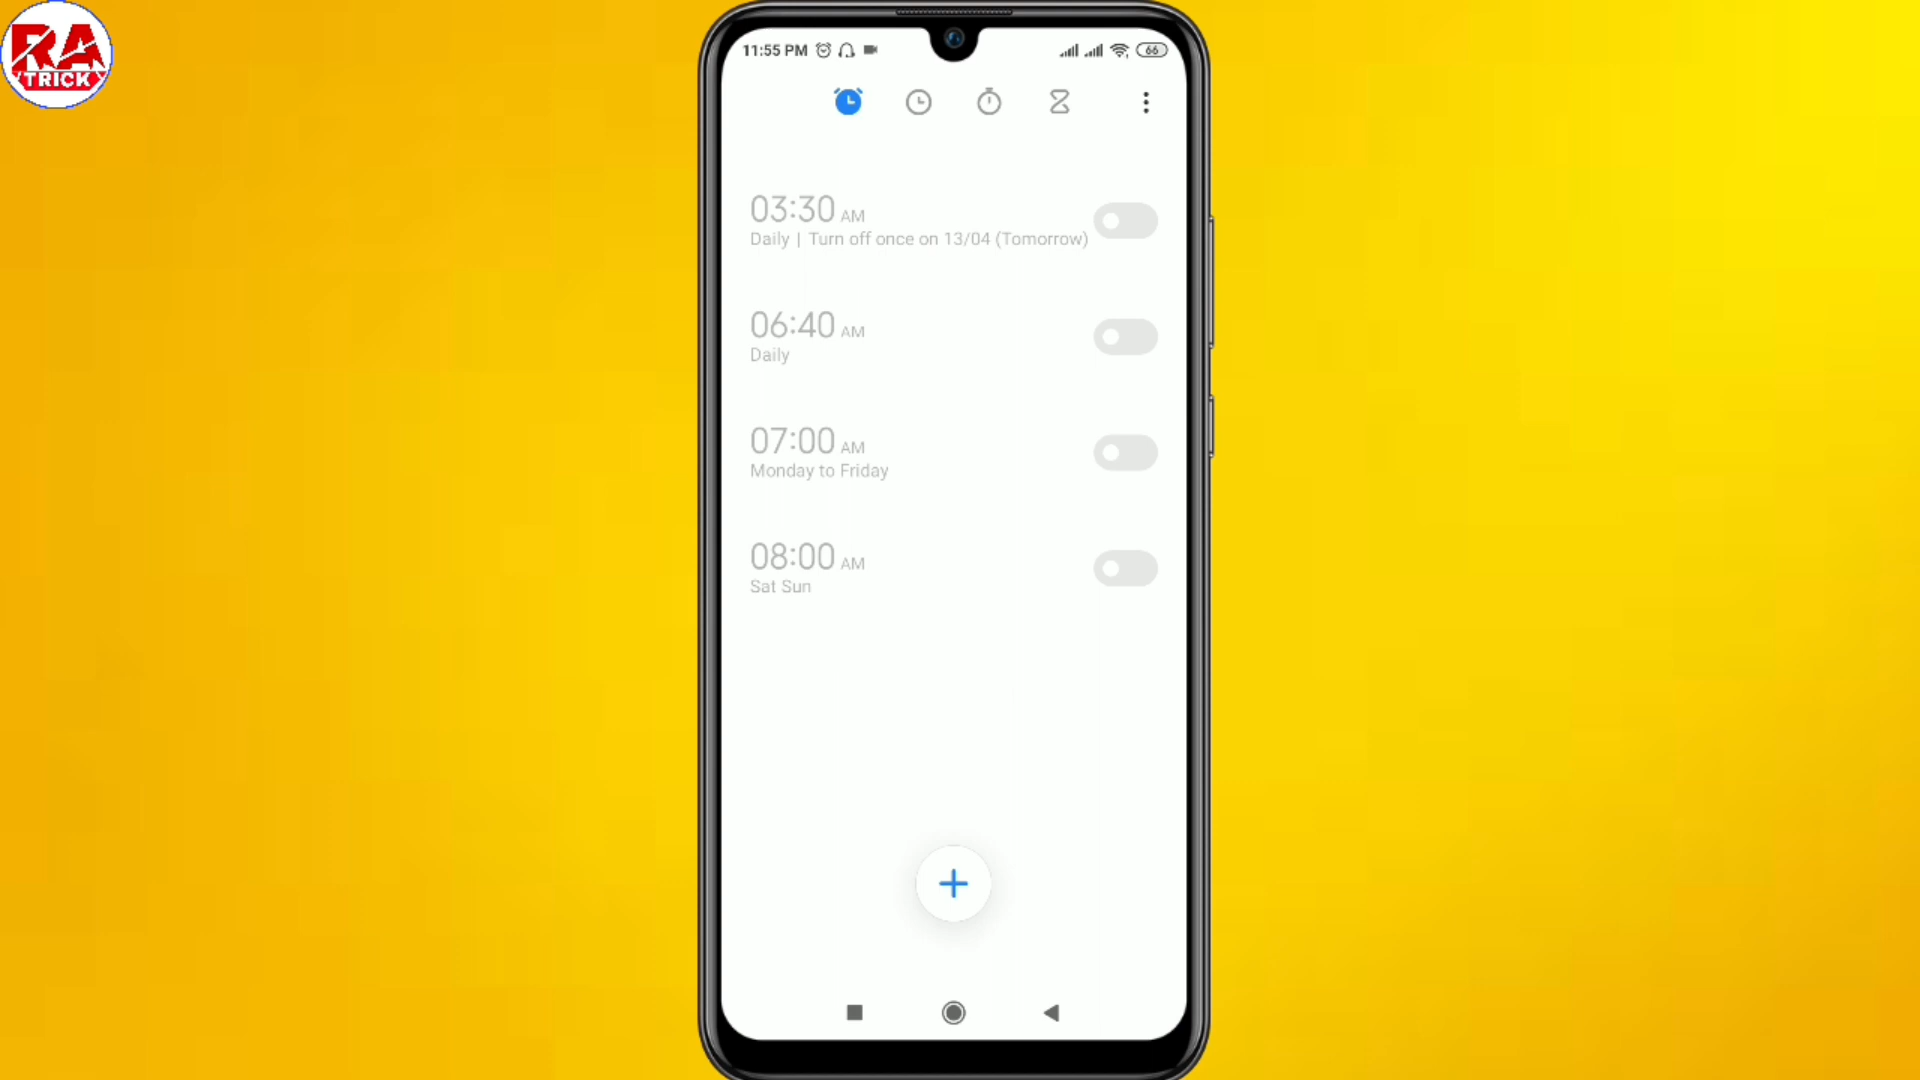 RA
TRICK
11:55 PM
66
03:30 AM
Daily | Turn off once on 13/04 (Tomorrow)
06:40 AM
Daily
07:00 AM
Monday to Friday
08:00 AM
Sat Sun